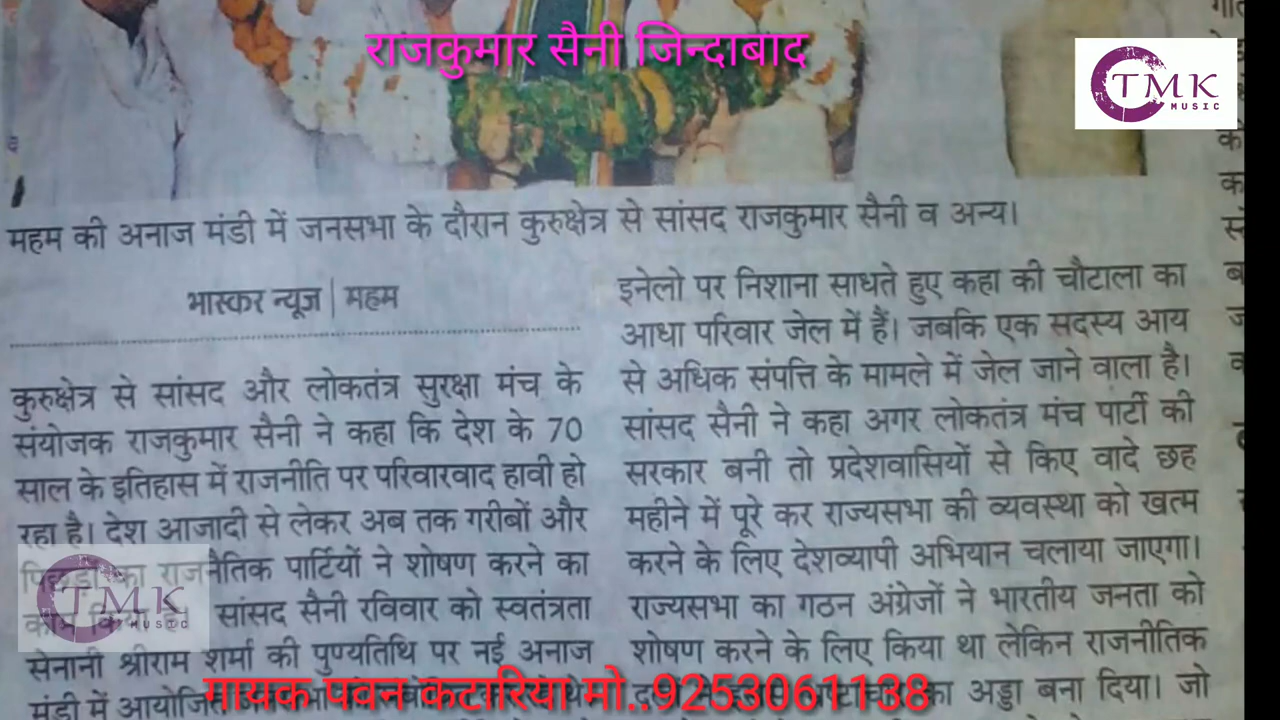 राजकुमार सैनी जिन्दाबाद
TMK
MUSIC
महम की अनाज मंडी में जनसभा के दौरान कुरुक्षेत्र से सांसद राजकुमार सैनी व अन्य।
भास्कर न्यूज | महम
कुरुक्षेत्र से सांसद और लोकतंत्र सुरक्षा मंच के
संयोजक राजकुमार सैनी ने कहा कि देश के 70
साल के इतिहास में राजनीति पर परिवारवाद हावी हो
रहा है। देश आजादी से लेकर अब तक गरीबों और
का राजनैतिक पार्टियों ने शोषण करने का
सांसद सैनी रविवार को स्वतंत्रता
सेनानी श्रीराम शर्मा की पुण्यतिथि पर नई अनाज
मंडी में
इनेलो पर निशाना साधते हुए कहा की चौटाला का
आधा परिवार जेल में हैं। जबकि एक सदस्य आय
से अधिक संपत्ति के मामले में जेल जाने वाला है।
सांसद सैनी ने कहा अगर लोकतंत्र मंच पार्टी की
सरकार बनी तो प्रदेशवासियों से किए वादे छह
महीने में पूरे कर राज्यसभा की व्यवस्था को खत्म
करने के लिए देशव्यापी अभियान चलाया जाएगा।
राज्यसभा का गठन अंग्रेजों ने भारतीय जनता को
शोषण करने के लिए किया था लेकिन राजनीतिक
का अड्डा बना दिया। जो
TMK
MUSIC
गायक पवन कटारिया मो..9253061138